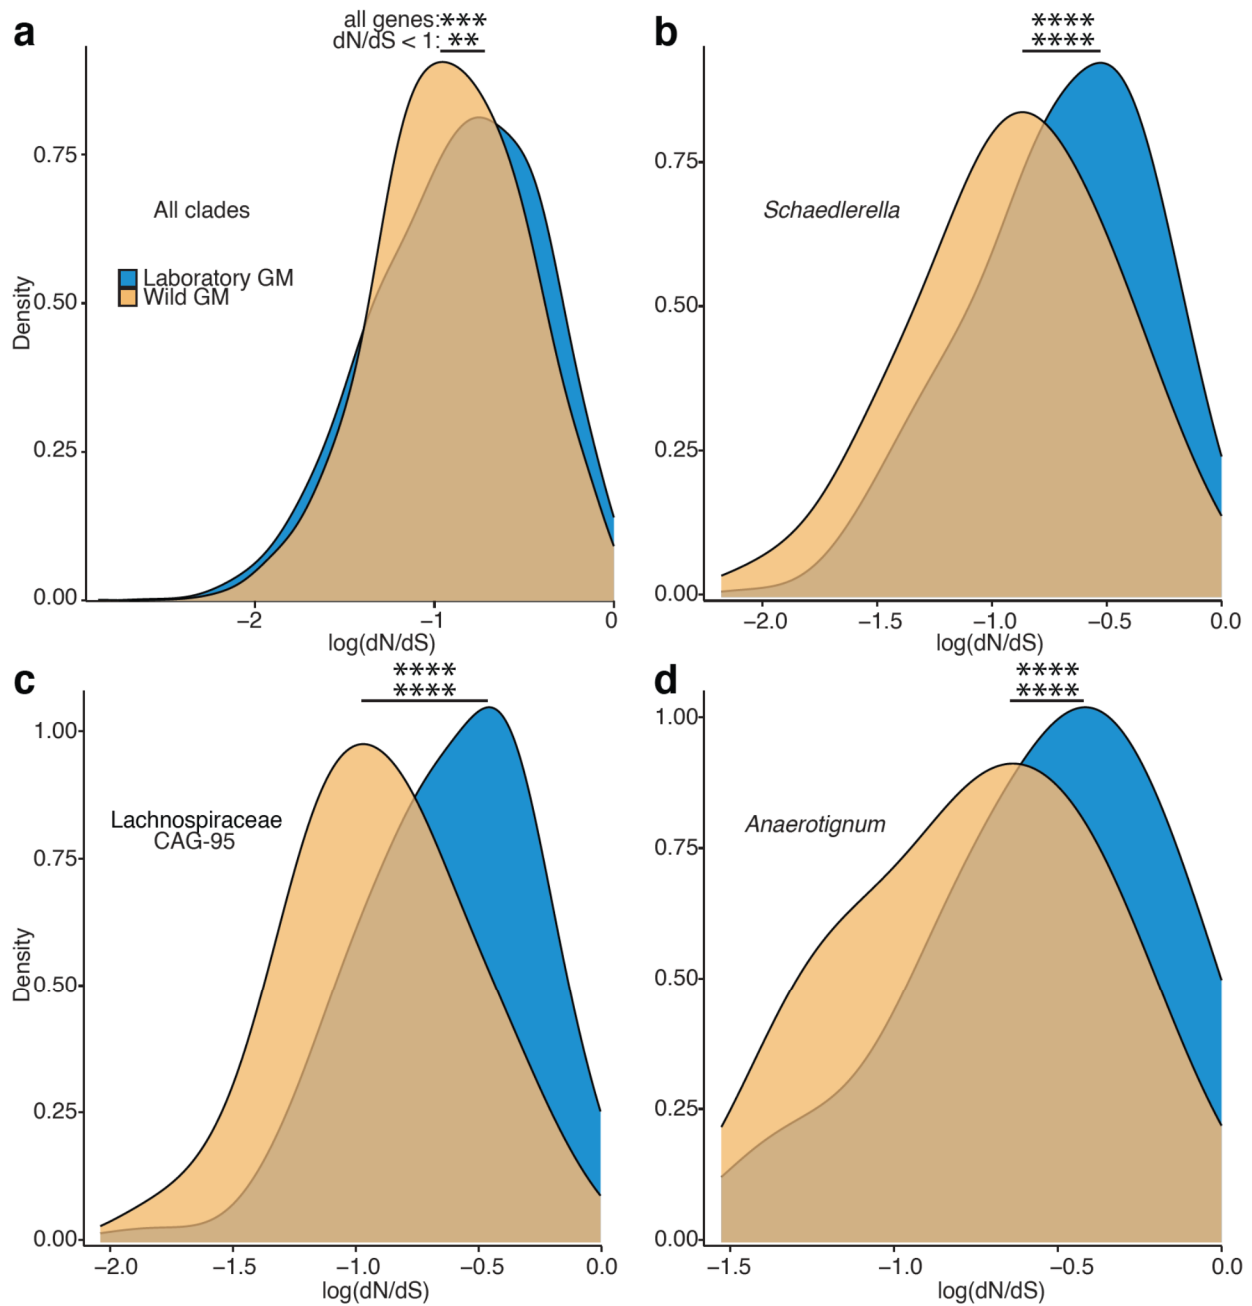 a
all genes:***
dN/dS < 1: **
0.75
All clades
Laboratory GM
Wild GM
0.50
Density
0.25
0.00
−2
−1
0
log(dN/dS)
b
****
****
0.75
Schaedlerella
0.50
0.25
0.00
−2.0
−1.5
−1.0
−0.5
0.0
log(dN/dS)
c
****
****
1.00
Lachnospiraceae
CAG-95
0.75
Density
0.50
0.25
0.00
−2.0
−1.5
−1.0
−0.5
0.0
log(dN/dS)
d
****
****
1.00
Anaerotignum
0.75
0.50
0.25
0.00
−1.5
−1.0
−0.5
0.0
log(dN/dS)